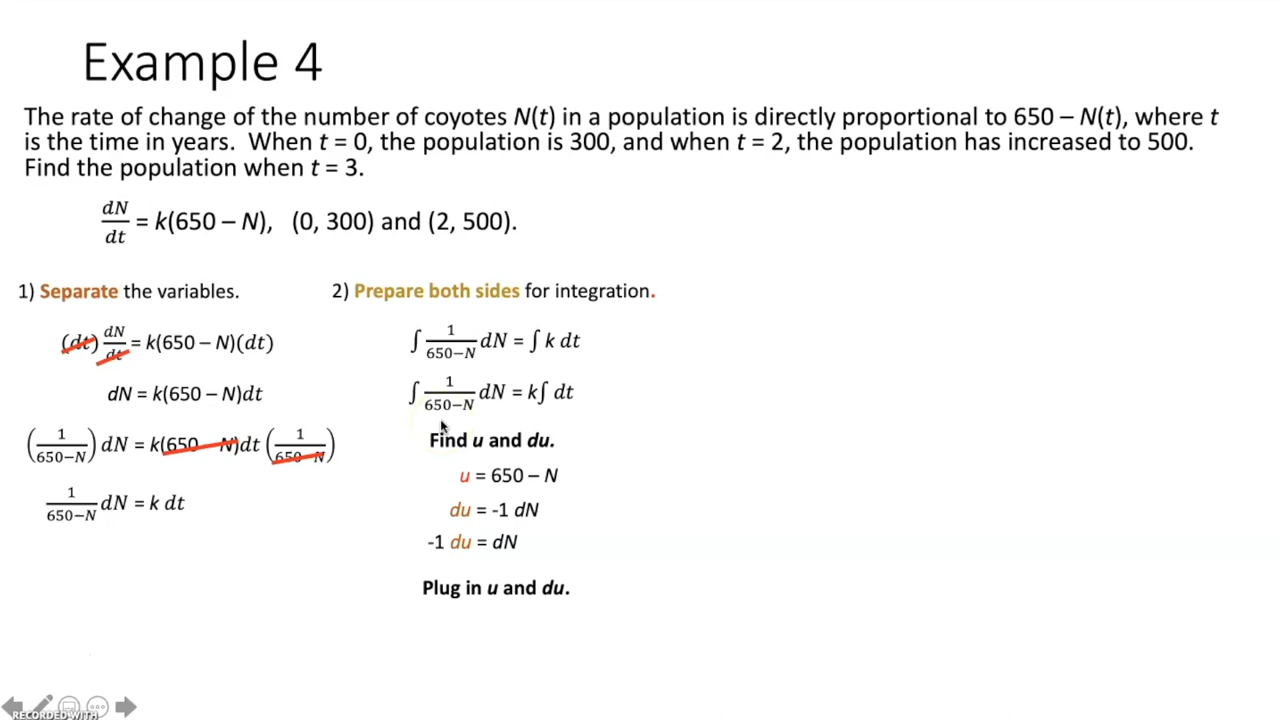 Example 4
The rate of change of the number of coyotes N(t) in a population is directly proportional to 650 – N(t), where t
is the time in years. When t = 0, the population is 300, and when t = 2, the population has increased to 500.
Find the population when t = 3.
dN/dt = k(650 – N), (0, 300) and (2, 500).
1) Separate the variables.
(dt) dN/dt = k(650 – N)(dt)
dN = k(650 – N)dt
(1/650−N) dN = k(650 – N)dt (1/650−N)
1/650−N dN = k dt
2) Prepare both sides for integration.
∫ 1/650−N dN = ∫ k dt
∫ 1/650−N dN = k∫ dt
Find u and du.
u = 650 – N
du = -1 dN
-1 du = dN
Plug in u and du.
RECORDED WITH